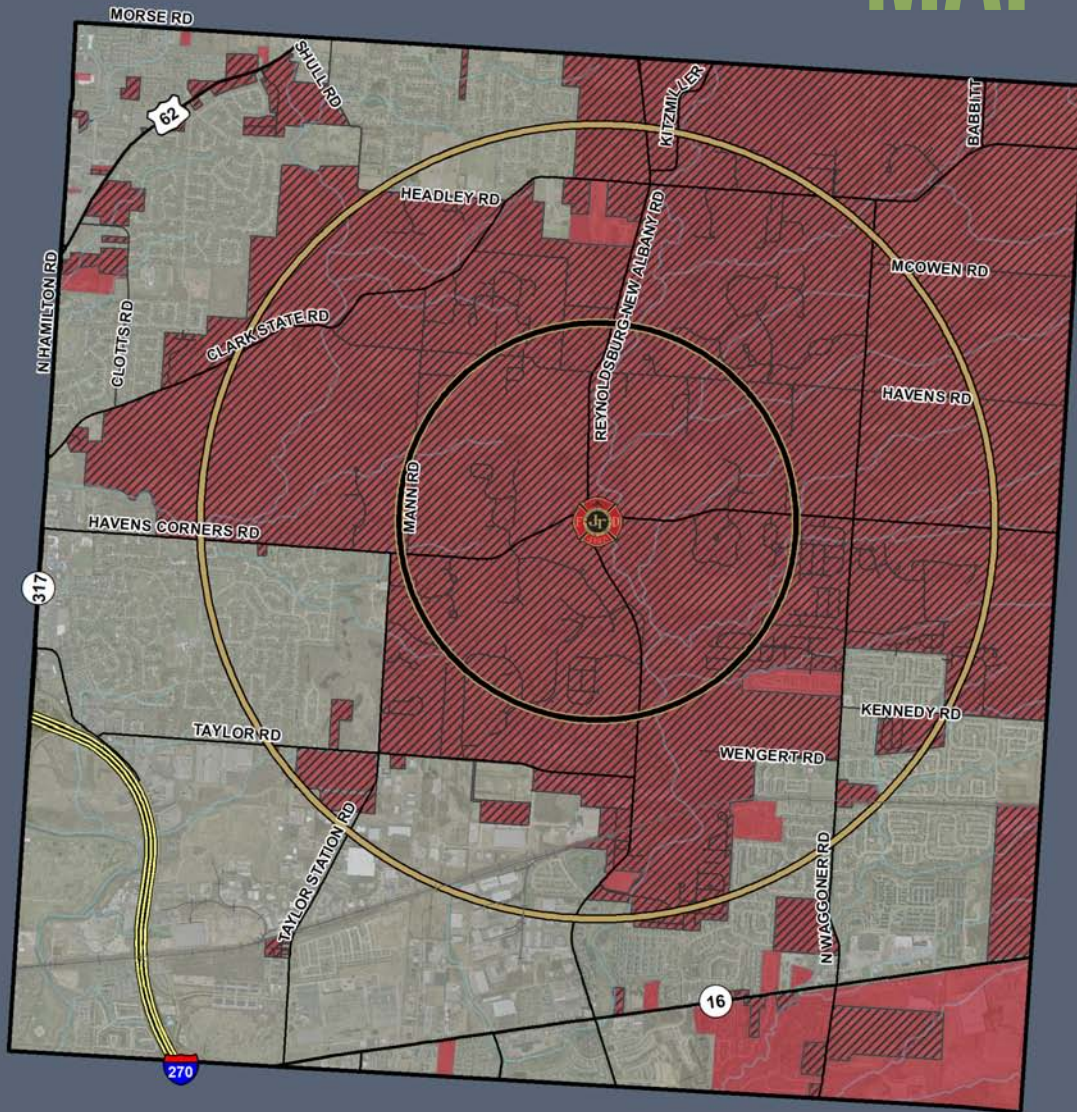 MAP
MORSE RD
SHULL RD
62
KITZMILLER
BABBITT
HEADLEY RD
REYNOLDSBURG-NEW ALBANY RD
MCOWEN RD
N HAMILTON RD
CLOTTS RD
CLARK STATE RD
HAVENS RD
MANN RD
HAVENS CORNERS RD
F JT D
317
KENNEDY RD
TAYLOR RD
WENGERT RD
TAYLOR STATION RD
N WAGGONER RD
16
270